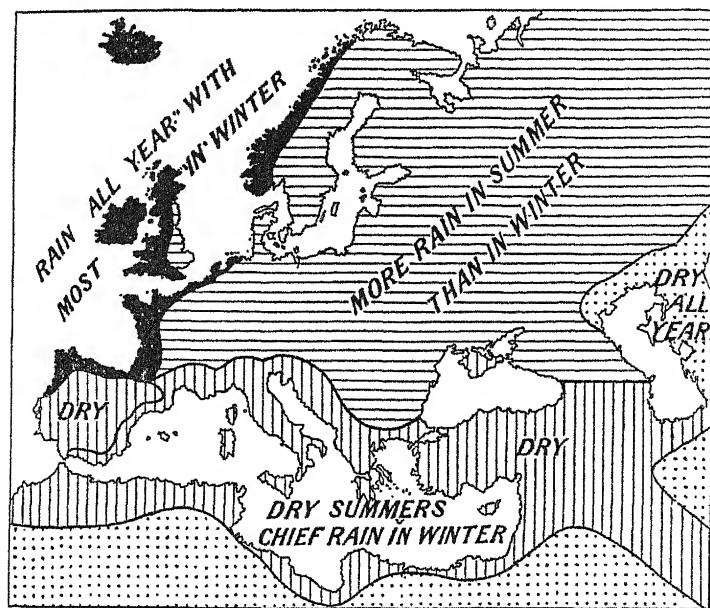 RAIN ALL YEAR" WITH
MOST "IN" WINTER
MORE RAIN IN SUMMER
THAN IN WINTER
DRY
ALL
YEAR
DRY
DRY
DRY SUMMERS
CHIEF RAIN IN WINTER